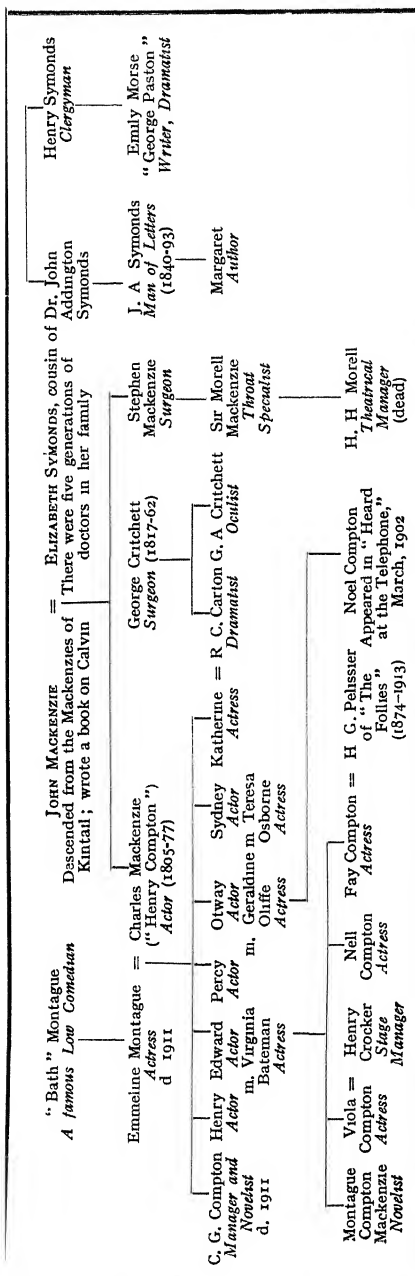 "Bath" Montague
A famous Low Comedian
JOHN MACKENZIE
Dascended from the Mackenzies of
Kintail; wrote a book on Calvin
=
ELIZABETH SYMONDS, cousin of
There were five generations of
doctors in her family
Dr. John
Addington
Symonds
Henry Symonds
Clergyman
Emmeline Montague
Actress
d 1911
=
Charles Mackenzie
("Henry Compton")
Actor (1805-77)
George Critchett
Surgeon (1817-62)
Stephen
Mackenzie
Surgeon
J. A Symonds
Man of Letters
(1840-93)
Emily Morse
"George Paston"
Writer, Dramatist
C. G. Compton
Manager and
Novelist
d. 1911
Henry
Actor
Edward
Actor
m. Virginia
Bateman
Actress
Percy
Actor
Otway
Actor
m. Geraldine
Oliffe
Actress
Sydney
Actor
m Teresa
Osborne
Actress
Katherine
Actress
=
R C. Carton
Dramatist
G. A Critchett
Oculist
Sir Morell
Mackenzie
Throat
Specialist
Margaret
Author
Montague
Compton
Mackenzie
Novelist
Viola
Compton
Actress
=
Henry
Crocker
Stage
Manager
Nell
Compton
Actress
Fay Compton
Actress
=
H G. Pelissier
of "The
Follies"
(1874-1913)
Noel Compton
Appeared in "Heard
at the Telephone,"
March, 1902
H. H Morell
Theatrical
Manager
(dead)